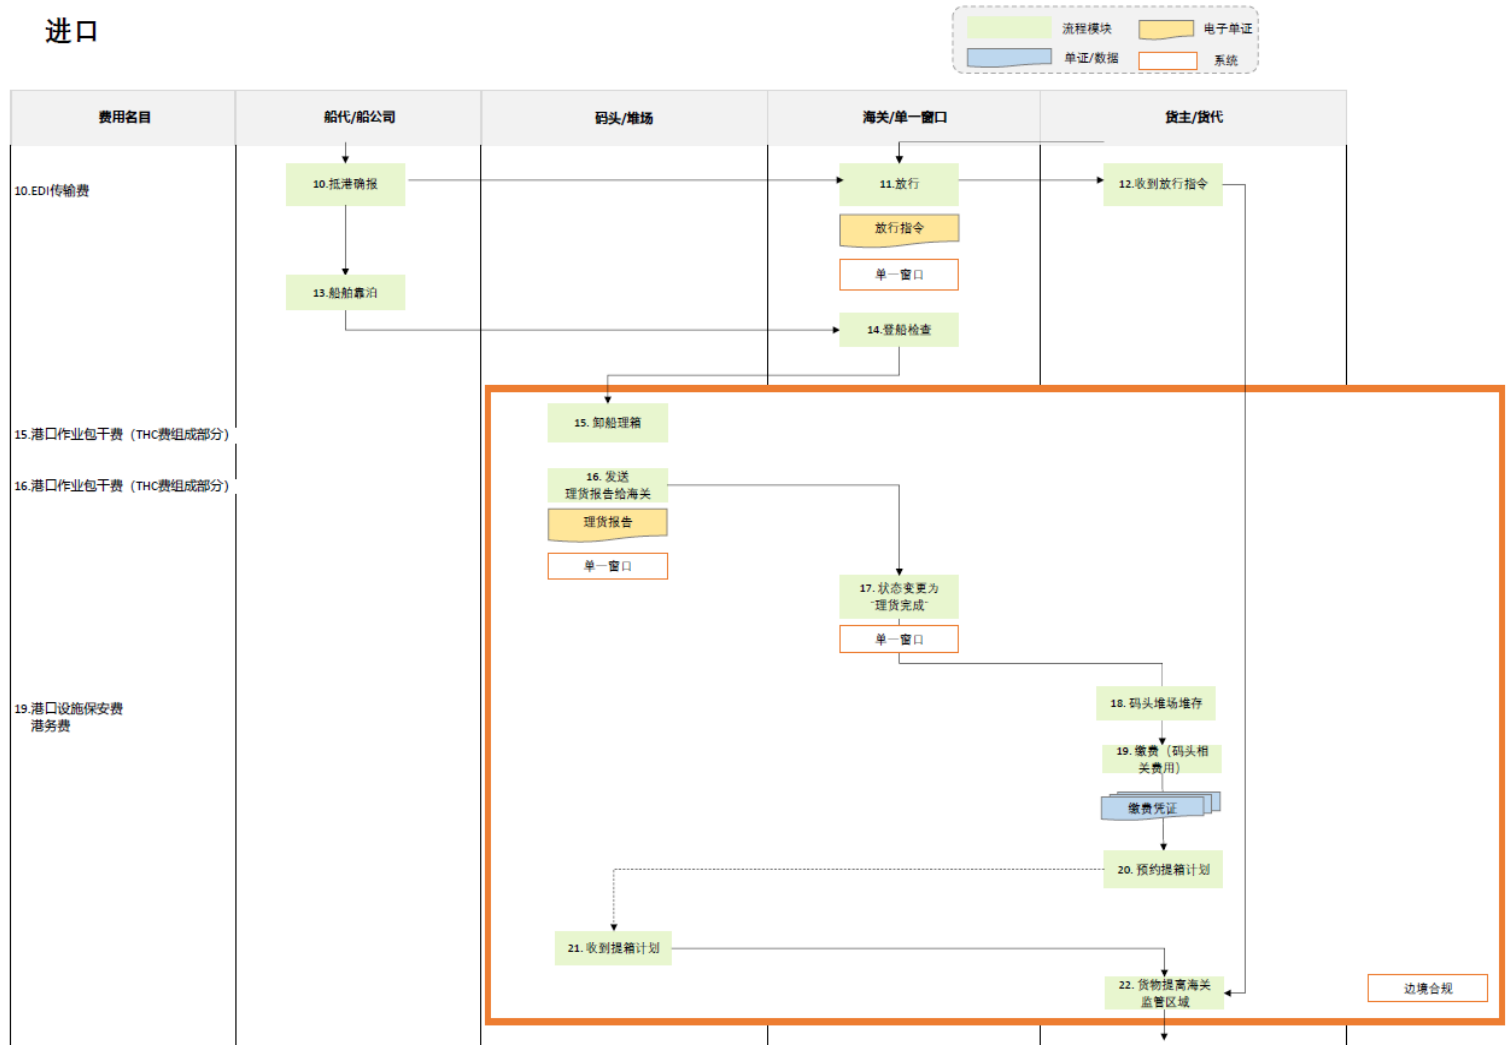 进口
流程模块
电子单证
单证/数据
系统
费用名目
船代/船公司
码头/堆场
海关/单一窗口
货主/货代
10.EDI传输费
10.抵港确报
11.放行
12.收到放行指令
放行指令
单一窗口
13.船舶靠泊
14.登船检查
15.港口作业包干费（THC费组成部分）
15. 卸船理箱
16.港口作业包干费（THC费组成部分）
16. 发送
理货报告给海关
理货报告
单一窗口
17. 状态变更为
“理货完成”
单一窗口
19.港口设施保安费
港务费
18. 码头堆场堆存
19. 缴费（码头相
关费用）
缴费凭证
20. 预约提箱计划
21. 收到提箱计划
22. 货物提离海关
监管区域
边境合规